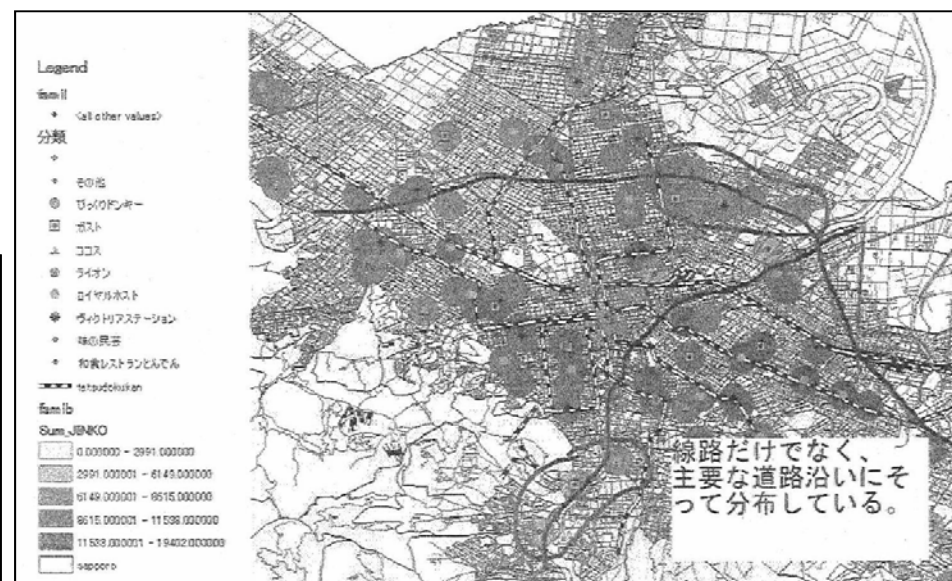 Legend
famil
<all other values>
分類
その他
びっくりドンキー
ガスト
ココス
ライオン
ロイヤルホスト
ヴィクトリアステーション
味の民芸
和食レストランとんでん
tetsudokukan
famib
Sum_JINKO
0.000000 - 2991.000000
2991.000001 - 6149.000000
6149.000001 - 8615.000000
8615.000001 - 11538.000000
11538.000001 - 19402.000000
sapporo
線路だけでなく、
主要な道路沿いにそ
って分布している。